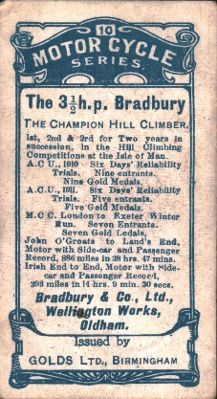 10
MOTOR CYCLE
SERIES
The 3½h.p. Bradbury
THE CHAMPION HILL CLIMBER.
1st, 2nd & 3rd for Two years in
succession, in the Hill Climbing
Competitions at the Isle of Man.
A.C.U., 1910 Six Days' Reliability
Trials. Nine entrants.
Nine Gold Medals.
A.C.U., 1911. Six Days' Reliability
Trials. Five entrants.
Five Gold Medals.
M.C.C. London to Exeter Winter
Run. Seven Entrants.
Seven Gold Medals.
John O'Groats to Land's End,
Motor with Side-car and Passenger
Record, 886 miles in 38 hrs. 47 mins.
Irish End to End, Motor with Side-
car and Passenger Record,
393 miles in 14 hrs. 9 min. 30 secs.
Bradbury & Co., Ltd.,
Wellington Works,
Oldham.
Issued by
GOLDS LTD., BIRMINGHAM